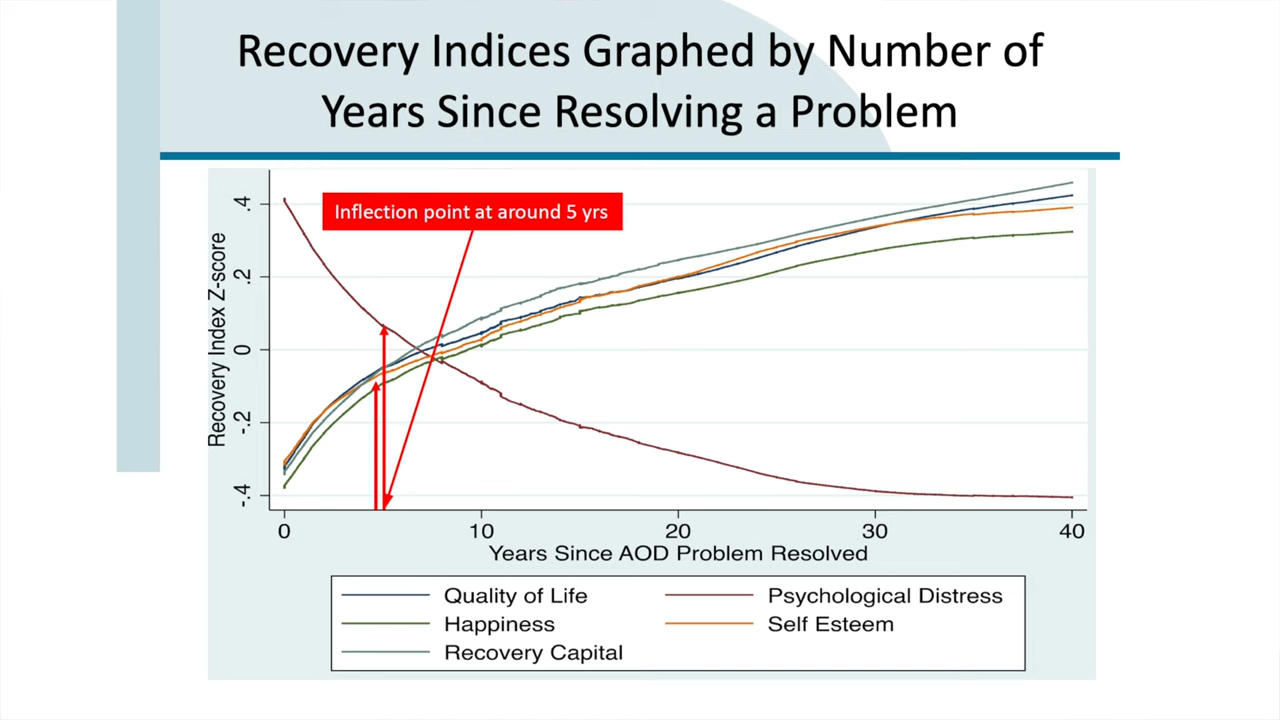 Recovery Indices Graphed by Number of
Years Since Resolving a Problem
Inflection point at around 5 yrs
Recovery Index Z-score
.4
.2
0
-.2
-.4
0 10 20 30 40
Years Since AOD Problem Resolved
Quality of Life Psychological Distress
Happiness Self Esteem
Recovery Capital